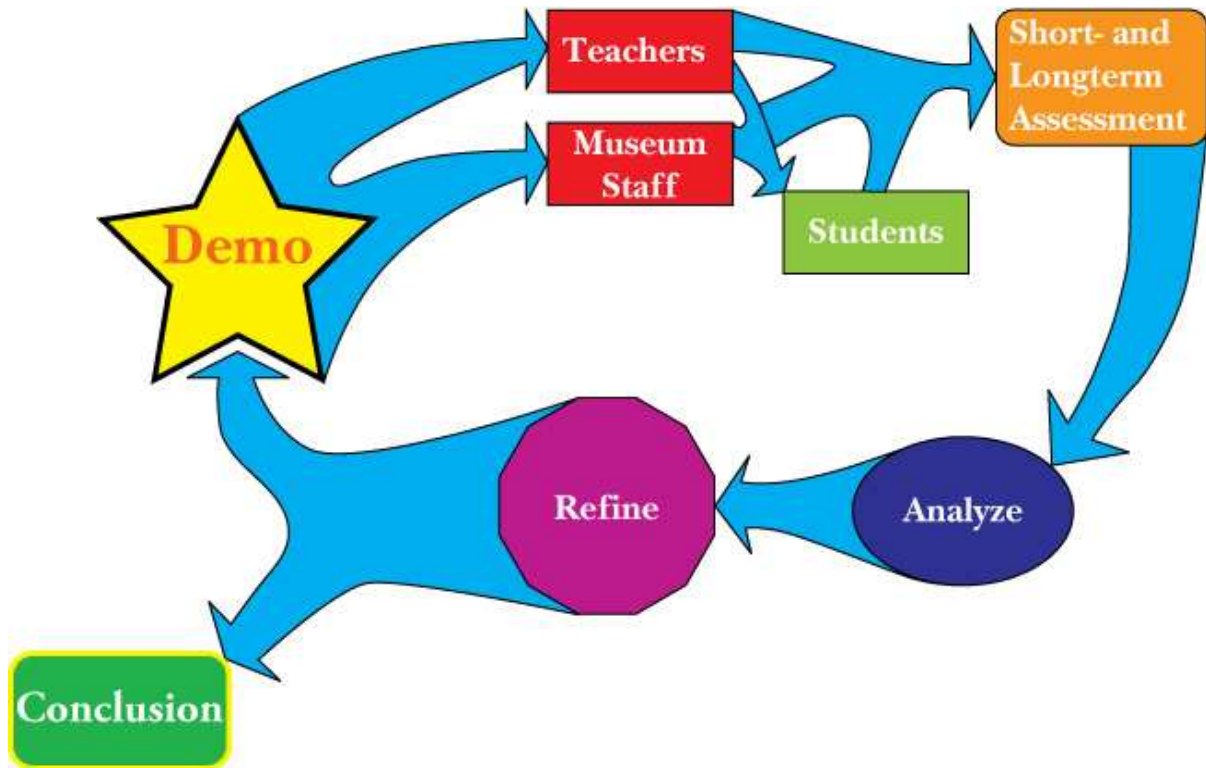 Teachers
Short- and
Longterm
Assessment
Museum
Staff
Demo
Students
Refine
Analyze
Conclusion